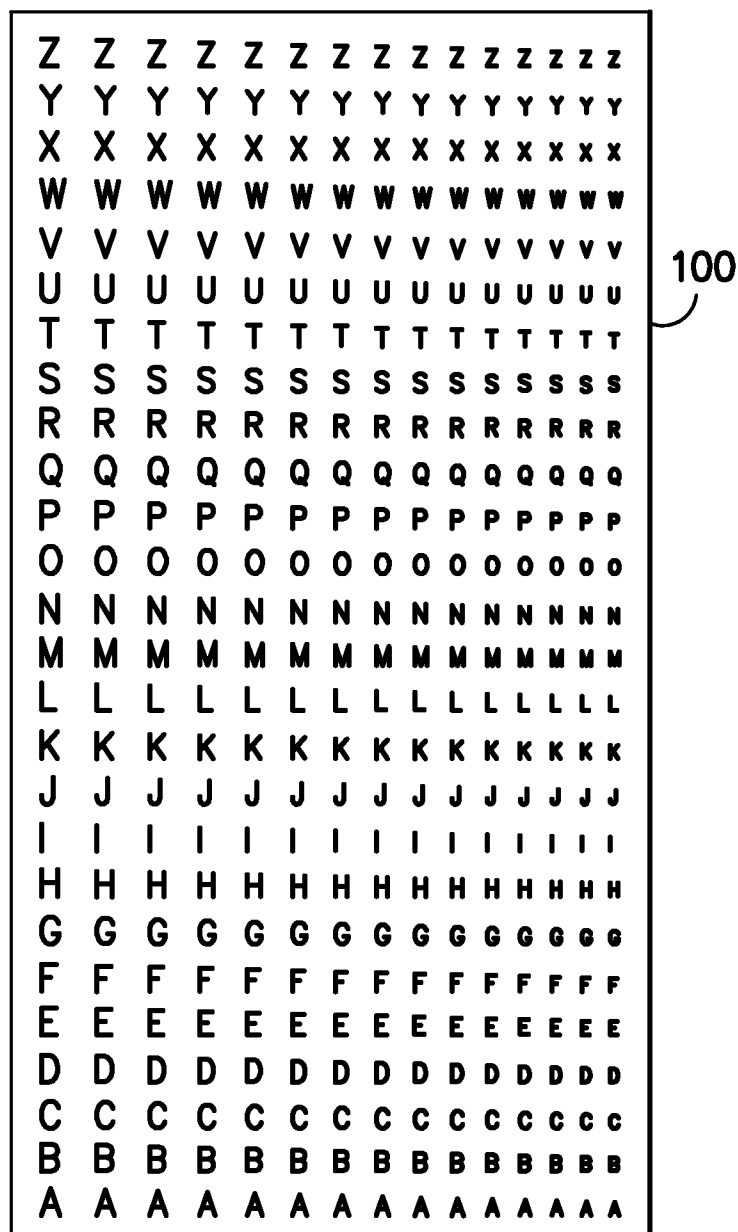 Z Z Z Z Z Z Z Z Z Z Z Z Z Z Z
Y Y Y Y Y Y Y Y Y Y Y Y Y Y Y
X X X X X X X X X X X X X X X
W W W W W W W W W W W W W W W
V V V V V V V V V V V V V V V
U U U U U U U U U U U U U U U
T T T T T T T T T T T T T T T
S S S S S S S S S S S S S S S
R R R R R R R R R R R R R R R
Q Q Q Q Q Q Q Q Q Q Q Q Q Q Q
P P P P P P P P P P P P P P P
O O O O O O O O O O O O O O O
N N N N N N N N N N N N N N N
M M M M M M M M M M M M M M M
L L L L L L L L L L L L L L L
K K K K K K K K K K K K K K K
J J J J J J J J J J J J J J J
I I I I I I I I I I I I I I I
H H H H H H H H H H H H H H H
G G G G G G G G G G G G G G G
F F F F F F F F F F F F F F F
E E E E E E E E E E E E E E E
D D D D D D D D D D D D D D D
C C C C C C C C C C C C C C C
B B B B B B B B B B B B B B B
A A A A A A A A A A A A A A A
100